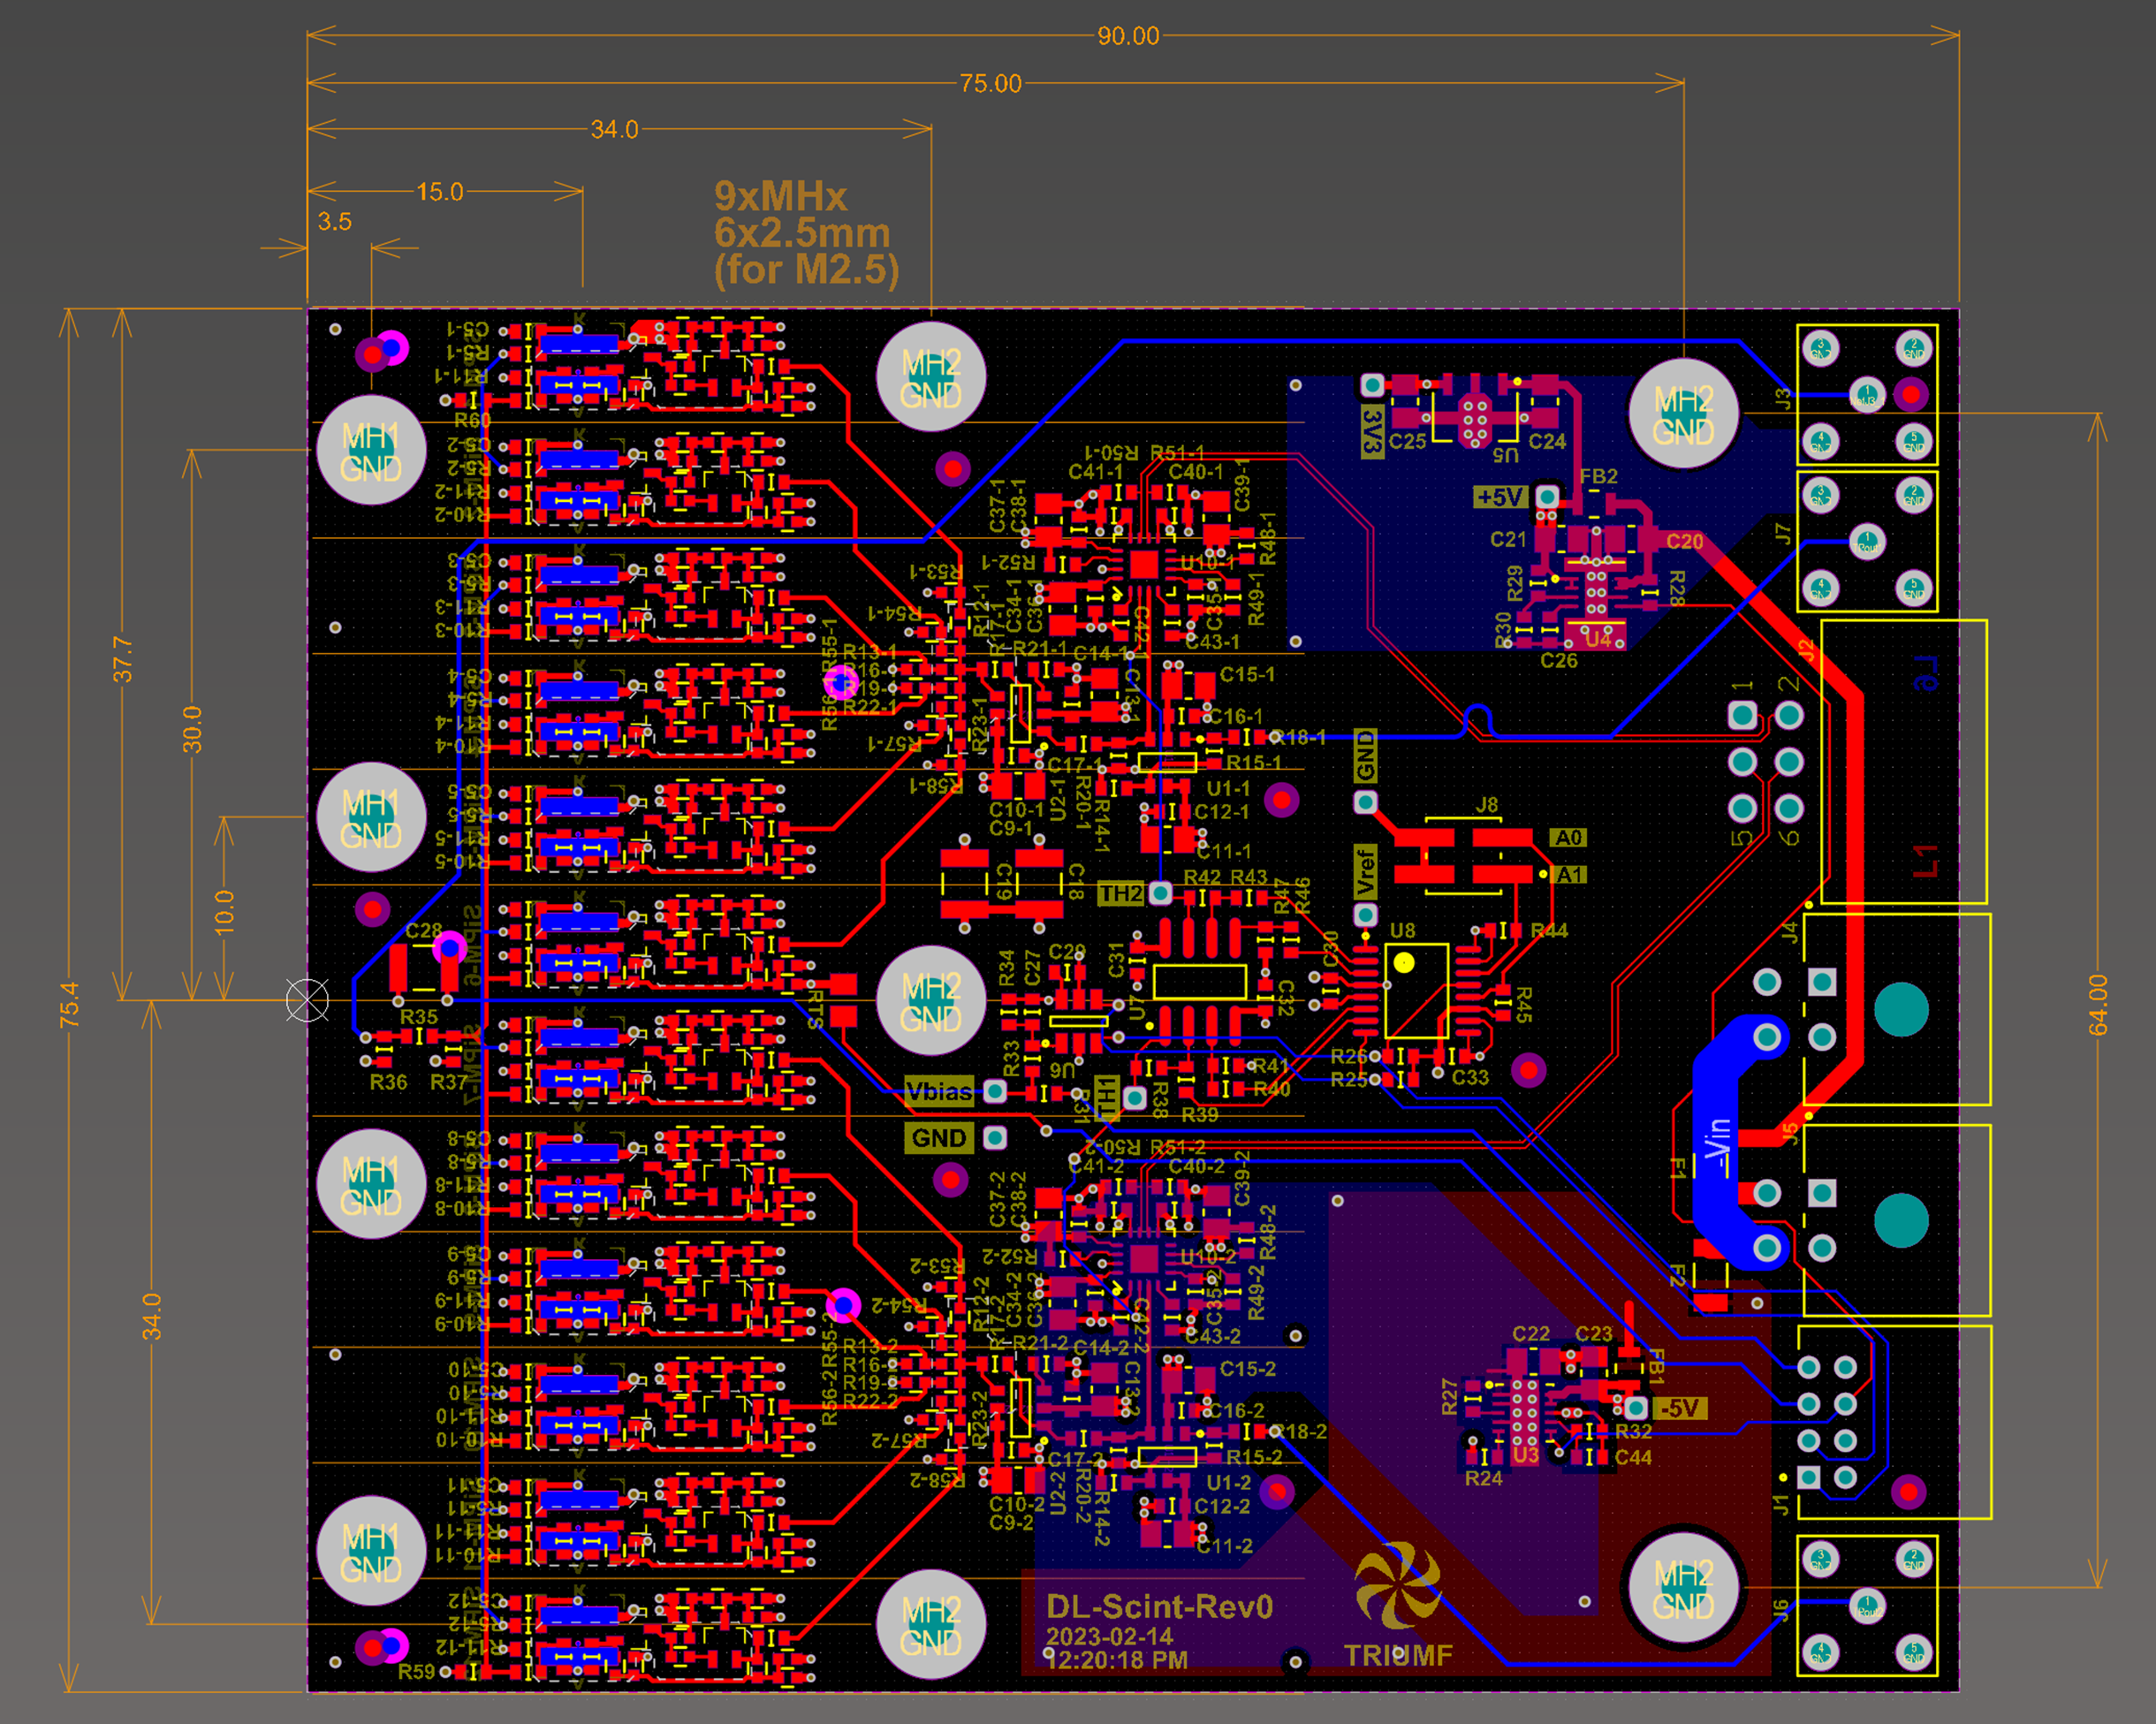 90.00
75.00
34.0
15.0
3.5
9xMHx
6x2.5mm
(for M2.5)
75.4
37.7
30.0
10.0
34.0
64.00
MH1
GND
MH1
GND
MH1
GND
MH1
GND
MH2
GND
MH2
GND
MH2
GND
MH2
GND
MH2
GND
C5-1
R5-1
R11-1
R60
C5-2
R5-2
R11-2
R10-2
C5-3
R5-3
R11-3
R10-3
C5-4
R5-4
R11-4
R10-4
C5-5
R5-5
R11-5
R10-5
C28
R35
R36
R37
C5-8
R5-8
R11-8
R10-8
C5-9
R5-9
R11-9
R10-9
C5-10
R5-10
R11-10
R10-10
C5-11
R5-11
R11-11
R10-11
C5-12
R5-12
R11-12
R59
R50-1
R51-1
C41-1
C40-1
C37-1
C38-1
C39-1
R48-1
R52-1
U10-1
R53-1
R54-1
R12-1
R17-1
C34-1
C36-1
C35-1
R49-1
C42-1
C43-1
R55-1
R56-1
R13-1
R16-1
R19-1
R22-1
R57-1
R58-1
R21-1
C14-1
C13-1
C15-1
C16-1
R18-1
R15-1
R23-1
C17-1
C10-1
C9-1
U2-1
R20-1
R14-1
U1-1
C12-1
C11-1
C19
C18
TH2
R42
R43
R47
R46
3V3
C25
U5
C24
+5V
FB2
C21
C20
R29
R28
R30
U4
C26
J3
J7
J2
1
2
5
6
L1
GND
Vref
J8
A0
A1
U8
R44
R45
C30
C31
C32
C29
C27
R34
R33
U7
U6
RTS
Vbias
GND
R31
TH1
R38
R39
R41
R40
R26
R25
C33
J4
J5
-Vin
F1
F2
R50-2
R51-2
C41-2
C40-2
C37-2
C38-2
C39-2
R48-2
R52-2
U10-2
R53-2
R54-2
R12-2
R17-2
C34-2
C36-2
C35-2
R49-2
C42-2
C43-2
R55-2
R56-2
R13-2
R16-2
R19-2
R22-2
R57-2
R58-2
R21-2
C14-2
C13-2
C15-2
C16-2
R18-2
R15-2
R23-2
C17-2
C10-2
C9-2
U2-2
R20-2
R14-2
U1-2
C12-2
C11-2
C22
C23
FB1
R27
-5V
R32
C44
U3
R24
J1
J6
DL-Scint-Rev0
2023-02-14
12:20:18 PM
TRIUMF